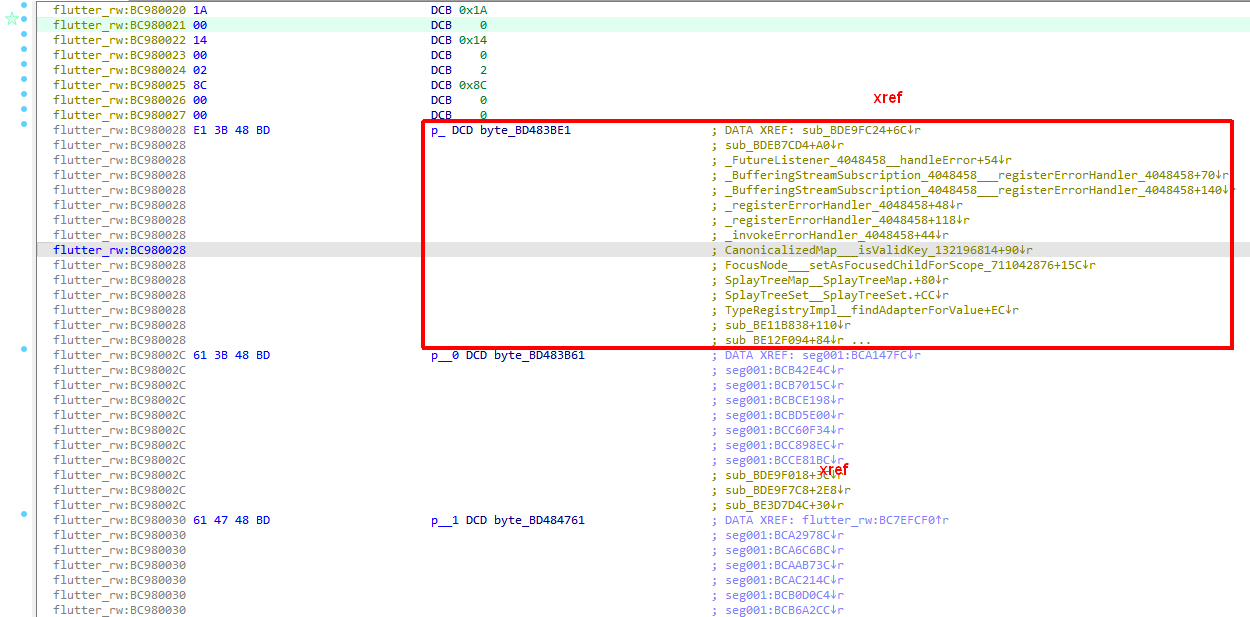 flutter_rw:BC980020 1A DCB 0x1A
flutter_rw:BC980021 00 DCB 0
flutter_rw:BC980022 14 DCB 0x14
flutter_rw:BC980023 00 DCB 0
flutter_rw:BC980024 02 DCB 2
flutter_rw:BC980025 8C DCB 0x8C
flutter_rw:BC980026 00 DCB 0
xref
flutter_rw:BC980027 00 DCB 0
flutter_rw:BC980028 E1 3B 48 BD p_ DCD byte_BD483BE1 ; DATA XREF: sub_BDE9FC24+6C↓r
flutter_rw:BC980028 ; sub_BDEB7CD4+A0↓r
flutter_rw:BC980028 ; _FutureListener_4048458__handleError+54↓r
flutter_rw:BC980028 ; _BufferingStreamSubscription_4048458___registerErrorHandler_4048458+70↓r
flutter_rw:BC980028 ; _BufferingStreamSubscription_4048458___registerErrorHandler_4048458+140↓r
flutter_rw:BC980028 ; _registerErrorHandler_4048458+48↓r
flutter_rw:BC980028 ; _registerErrorHandler_4048458+118↓r
flutter_rw:BC980028 ; _invokeErrorHandler_4048458+44↓r
flutter_rw:BC980028 ; CanonicalizedMap___isValidKey_132196814+90↓r
flutter_rw:BC980028 ; FocusNode___setAsFocusedChildForScope_711042876+15C↓r
flutter_rw:BC980028 ; SplayTreeMap__SplayTreeMap.+80↓r
flutter_rw:BC980028 ; SplayTreeSet__SplayTreeSet.+CC↓r
flutter_rw:BC980028 ; TypeRegistryImpl__findAdapterForValue+EC↓r
flutter_rw:BC980028 ; sub_BE11B838+110↓r
flutter_rw:BC980028 ; sub_BE12F094+84↓r ...
flutter_rw:BC98002C 61 3B 48 BD p__0 DCD byte_BD483B61 ; DATA XREF: seg001:BCA147FC↓r
flutter_rw:BC98002C ; seg001:BCB42E4C↓r
flutter_rw:BC98002C ; seg001:BCB7015C↓r
flutter_rw:BC98002C ; seg001:BCBCE198↓r
flutter_rw:BC98002C ; seg001:BCBD5E00↓r
flutter_rw:BC98002C ; seg001:BCC60F34↓r
flutter_rw:BC98002C ; seg001:BCC898EC↓r
flutter_rw:BC98002C ; seg001:BCCE81BC↓r
xref
flutter_rw:BC98002C ; sub_BDE9F018+3C↓r
flutter_rw:BC98002C ; sub_BDE9F7C8+2E8↓r
flutter_rw:BC98002C ; sub_BE3D7D4C+30↓r
flutter_rw:BC980030 61 47 48 BD p__1 DCD byte_BD484761 ; DATA XREF: flutter_rw:BC7EFCF0↑r
flutter_rw:BC980030 ; seg001:BCA2978C↓r
flutter_rw:BC980030 ; seg001:BCA6C6BC↓r
flutter_rw:BC980030 ; seg001:BCAAB73C↓r
flutter_rw:BC980030 ; seg001:BCAC214C↓r
flutter_rw:BC980030 ; seg001:BCB0D0C4↓r
flutter_rw:BC980030 ; seg001:BCB6A2CC↓r